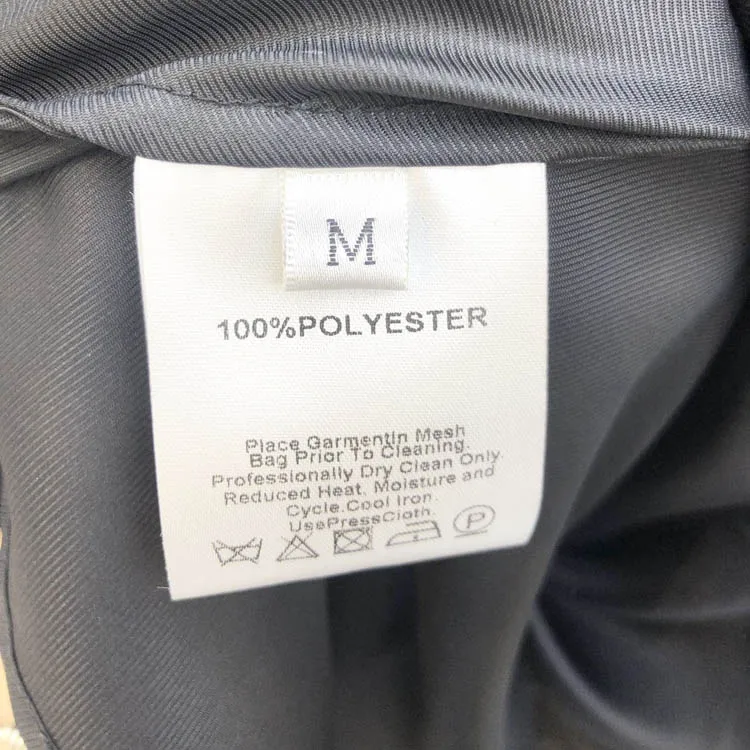 M
100%POLYESTER
Place GarmentIn Mesh
Bag Prior To Cleaning.
Professionally Dry Clean Only.
Reduced Heat, Moisture and
Cycle.Cool Iron.
UsePressCloth.
P